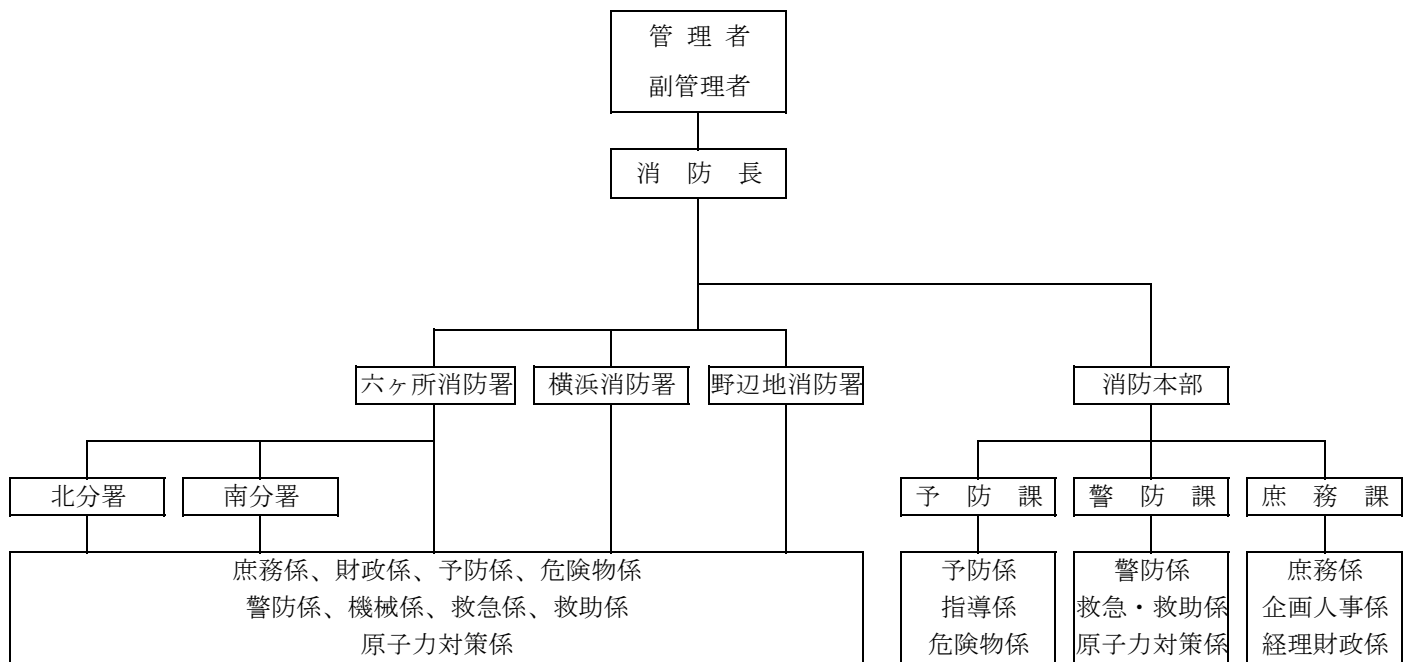 管 理 者
副管理者
消 防 長
六ヶ所消防署
横浜消防署
野辺地消防署
消防本部
北分署
南分署
予 防 課
警 防 課
庶 務 課
庶務係、財政係、予防係、危険物係
警防係、機械係、救急係、救助係
原子力対策係
予防係
指導係
危険物係
警防係
救急・救助係
原子力対策係
庶務係
企画人事係
経理財政係